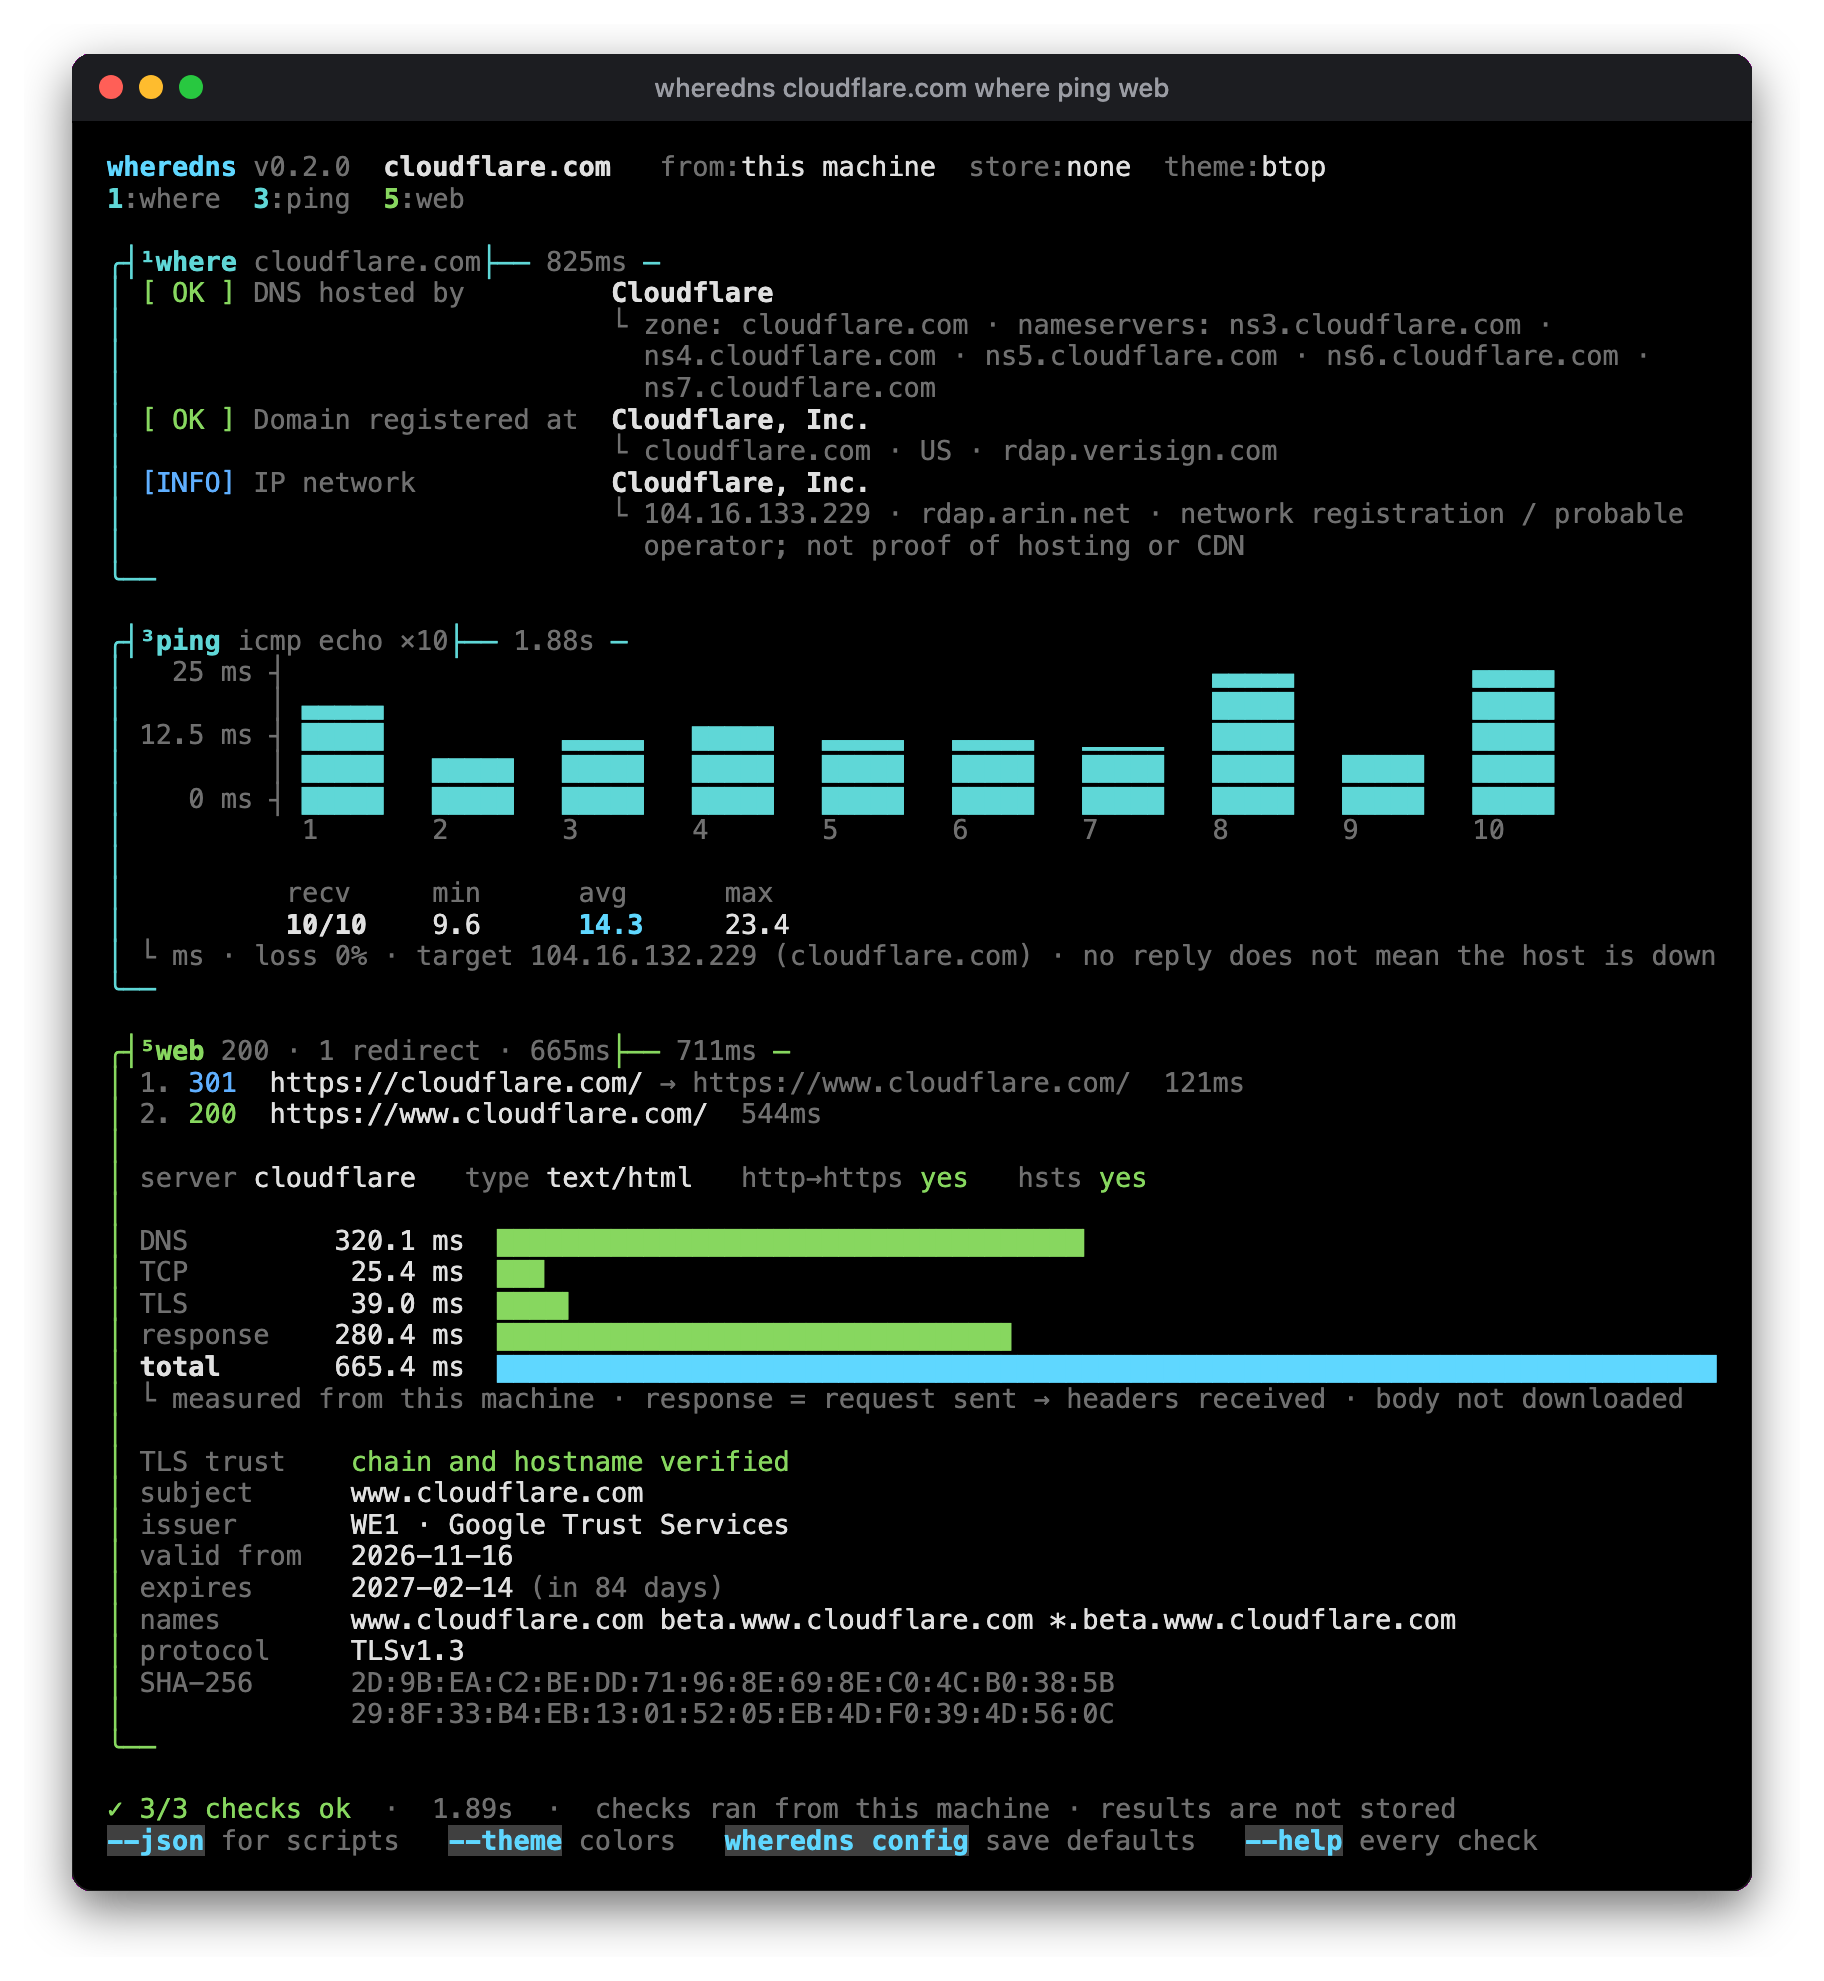 wheredns cloudflare.com where ping web
wheredns v0.2.0 cloudflare.com from:this machine store:none theme:btop
1:where 3:ping 5:web
¹where cloudflare.com 825ms
[ OK ] DNS hosted by Cloudflare
└ zone: cloudflare.com · nameservers: ns3.cloudflare.com ·
ns4.cloudflare.com · ns5.cloudflare.com · ns6.cloudflare.com ·
ns7.cloudflare.com
[ OK ] Domain registered at Cloudflare, Inc.
└ cloudflare.com · US · rdap.verisign.com
[INFO] IP network Cloudflare, Inc.
└ 104.16.133.229 · rdap.arin.net · network registration / probable
operator; not proof of hosting or CDN
³ping icmp echo ×10 1.88s
25 ms
12.5 ms
0 ms
1 2 3 4 5 6 7 8 9 10
recv min avg max
10/10 9.6 14.3 23.4
└ ms · loss 0% · target 104.16.132.229 (cloudflare.com) · no reply does not mean the host is down
⁵web 200 · 1 redirect · 665ms 711ms
1. 301 https://cloudflare.com/ → https://www.cloudflare.com/ 121ms
2. 200 https://www.cloudflare.com/ 544ms
server cloudflare type text/html http→https yes hsts yes
DNS 320.1 ms
TCP 25.4 ms
TLS 39.0 ms
response 280.4 ms
total 665.4 ms
└ measured from this machine · response = request sent → headers received · body not downloaded
TLS trust chain and hostname verified
subject www.cloudflare.com
issuer WE1 · Google Trust Services
valid from 2026-11-16
expires 2027-02-14 (in 84 days)
names www.cloudflare.com beta.www.cloudflare.com *.beta.www.cloudflare.com
protocol TLSv1.3
SHA-256 2D:9B:EA:C2:BE:DD:71:96:8E:69:8E:C0:4C:B0:38:5B
29:8F:33:B4:EB:13:01:52:05:EB:4D:F0:39:4D:56:0C
✓ 3/3 checks ok · 1.89s · checks ran from this machine · results are not stored
--json for scripts --theme colors wheredns config save defaults --help every check